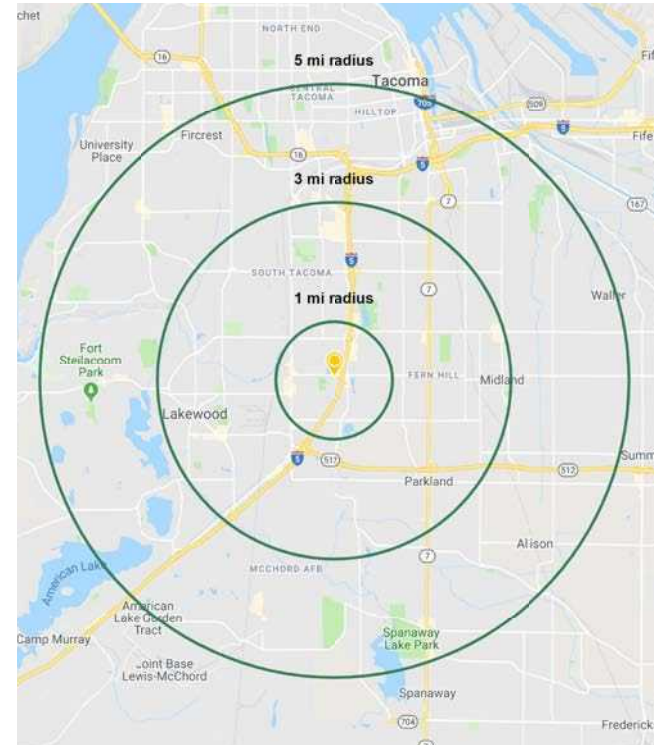 chet
NORTH END
16
5 mi radius
Fif
Tacoma
CENTRAL
TACOMA
705
509
HILLTOP
5
Fircrest
University
Place
16
5
Fife
3 mi radius
7
167
5
SOUTH TACOMA
7
1 mi radius
Waller
Fort
Steilacoom
Park
FERN HILL
Midland
Lakewood
5
512
512
Summ
Parkland
Alison
7
MCCHORD AFB
American Lake
American
Lake Garden
Tract
Camp Murray
Spanaway
Lake Park
Joint Base
Lewis-McChord
Spanaway
704
7
Frederick